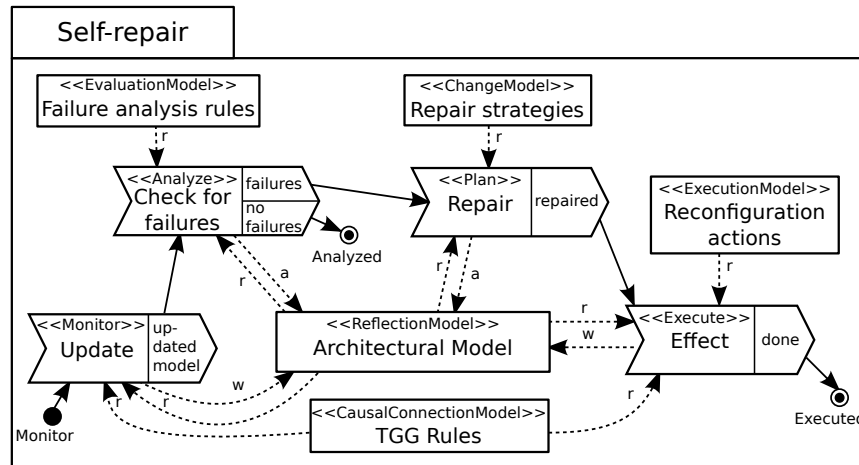 Self-repair
<<EvaluationModel>>
Failure analysis rules
<<ChangeModel>>
Repair strategies
r
r
<<Analyze>>
Check for
failures
failures
no
failures
<<Plan>>
Repair
repaired
<<ExecutionModel>>
Reconfiguration
actions
Analyzed
r
a
r
a
r
<<Monitor>>
Update
up-
dated
model
<<ReflectionModel>>
Architectural Model
r
w
<<Execute>>
Effect
done
w
r
r
r
Monitor
<<CausalConnectionModel>>
TGG Rules
Executed